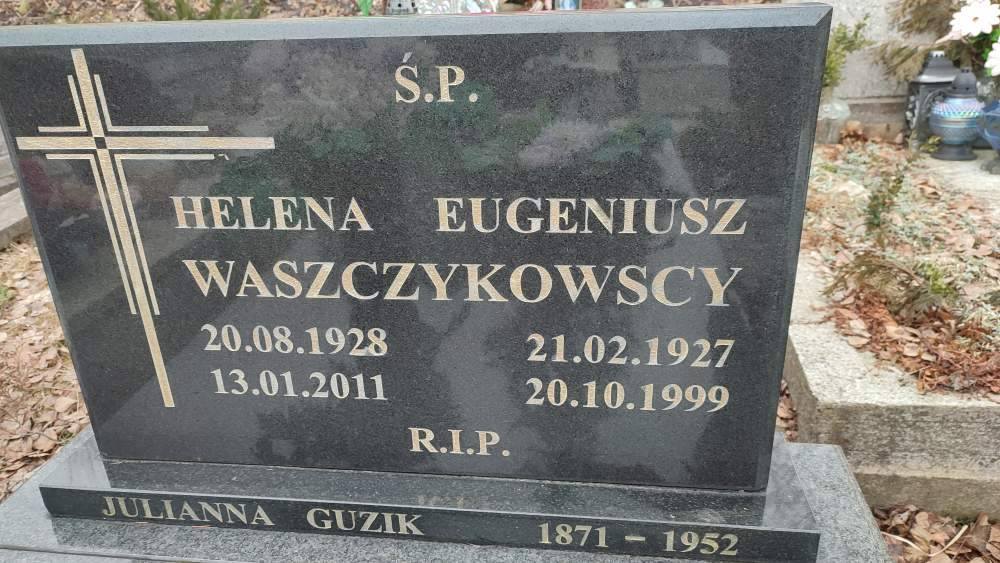 Ś.P.
HELENA EUGENIUSZ
WASZCZYKOWSCY
20.08.1928 21.02.1927
13.01.2011 20.10.1999
R.I.P.
JULIANNA GUZIK 1871 – 1952